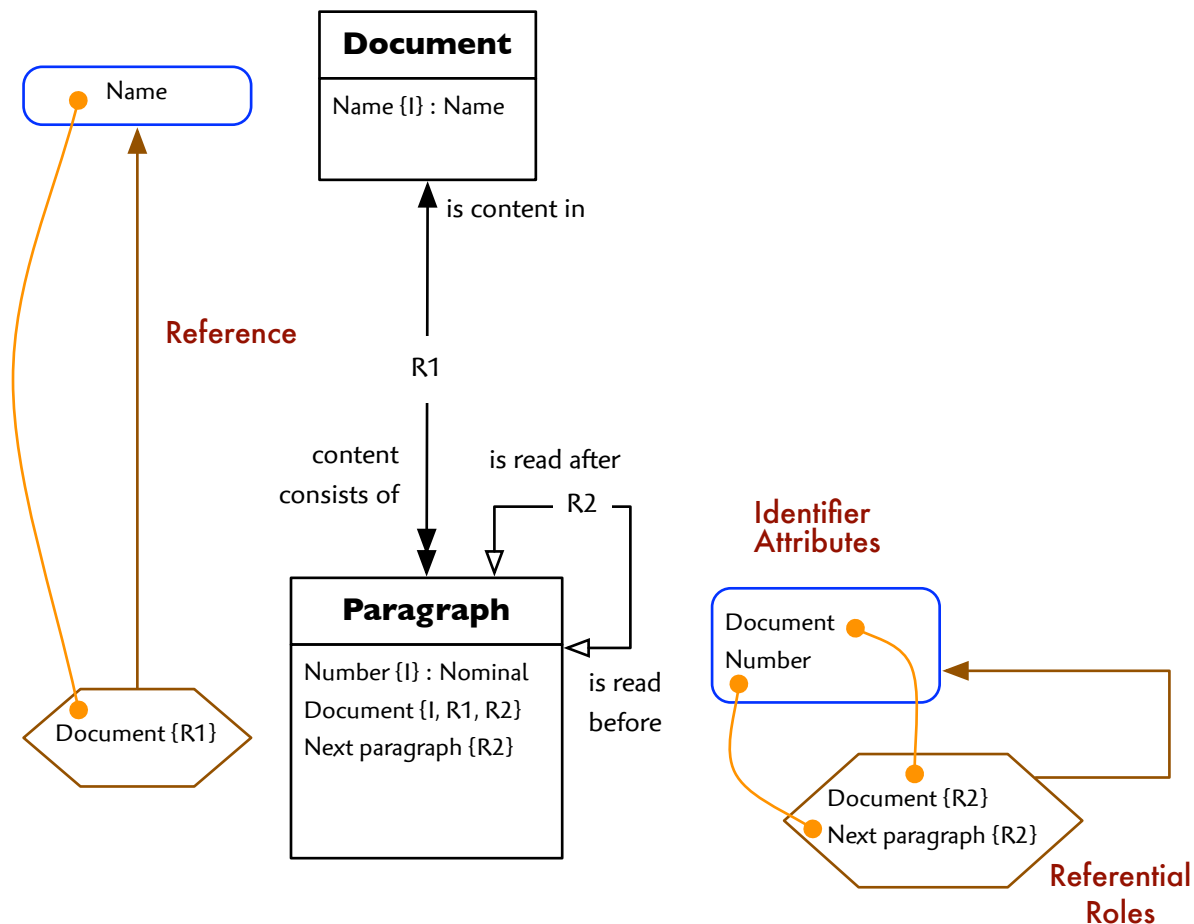 Document
Name {I} : Name
Name
is content in
Reference
R1
content
consists of
is read after
R2
Identifier
Attributes
Paragraph
Number {I} : Nominal
Document {I, R1, R2}
Next paragraph {R2}
is read
before
Document
Number
Document {R1}
Document {R2}
Next paragraph {R2}
Referential
Roles